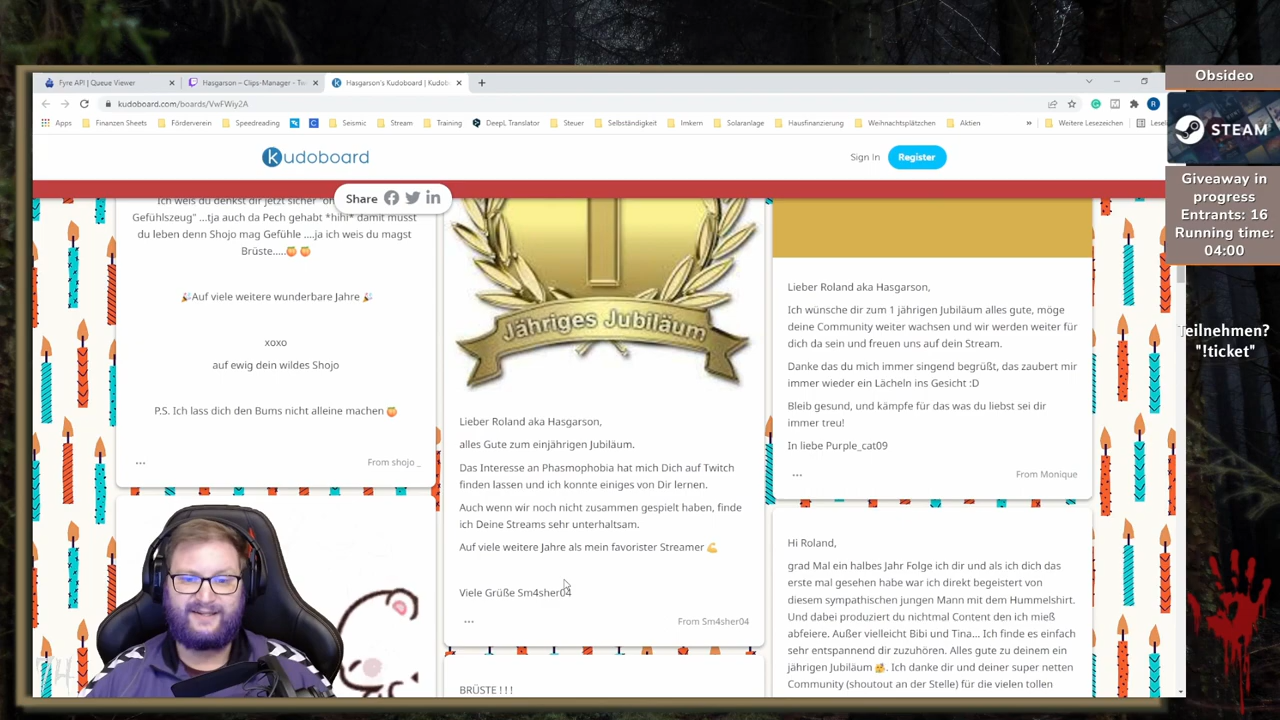 Fyre API | Queue Viewer
Hasgarson – Clips-Manager - Tw
Hasgarson's Kudoboard | Kudob
kudoboard.com/boards/VwFWiy2A
Apps
Finanzen Sheets
Förderverein
Speedreading
Seismic
Stream
Training
DeepL Translator
Steuer
Selbständigkeit
Imkern
Solaranlage
Hausfinanzierung
Weihnachtsplätzchen
Aktien
»
Weitere Lesezeichen
Lesel
kudoboard
Sign In
Register
Share
Gefühlszeug" ...tja auch da Pech gehabt *hihi* damit musst
du leben denn Shojo mag Gefühle ....ja ich weis du magst
Brüste.....🍑 🍑
🎉Auf viele weitere wunderbare Jahre 🎉
xoxo
auf ewig dein wildes Shojo
P.S. Ich lass dich den Bums nicht alleine machen 🍑
...
From shojo _
Jähriges Jubiläum
Lieber Roland aka Hasgarson,
alles Gute zum einjährigen Jubiläum.
Das Interesse an Phasmophobia hat mich Dich auf Twitch
finden lassen und ich konnte einiges von Dir lernen.
Auch wenn wir noch nicht zusammen gespielt haben, finde
ich Deine Streams sehr unterhaltsam.
Auf viele weitere Jahre als mein favorister Streamer 💪
Viele Grüße Sm4sher04
...
From Sm4sher04
BRÜSTE ! ! !
Lieber Roland aka Hasgarson,
Ich wünsche dir zum 1 jährigen Jubiläum alles gute, möge
deine Community weiter wachsen und wir werden weiter für
dich da sein und freuen uns auf dein Stream.
Danke das du mich immer singend begrüßt, das zaubert mir
immer wieder ein Lächeln ins Gesicht :D
Bleib gesund, und kämpfe für das was du liebst sei dir
immer treu!
In liebe Purple_cat09
...
From Monique
Hi Roland,
grad Mal ein halbes Jahr Folge ich dir und als ich dich das
erste mal gesehen habe war ich direkt begeistert von
diesem sympathischen jungen Mann mit dem Hummelshirt.
Und dabei produziert du nichtmal Content den ich mieß
abfeiere. Außer vielleicht Bibi und Tina... Ich finde es einfach
sehr entspannend dir zuzuhören. Alles gute zu deinem ein
jährigen Jubiläum 🥳. Ich danke dir und deiner super netten
Community (shoutout an der Stelle) für die vielen tollen
Obsideo
STEAM
Giveaway in
progress
Entrants: 16
Running time:
04:00
Teilnehmen?
"!ticket"